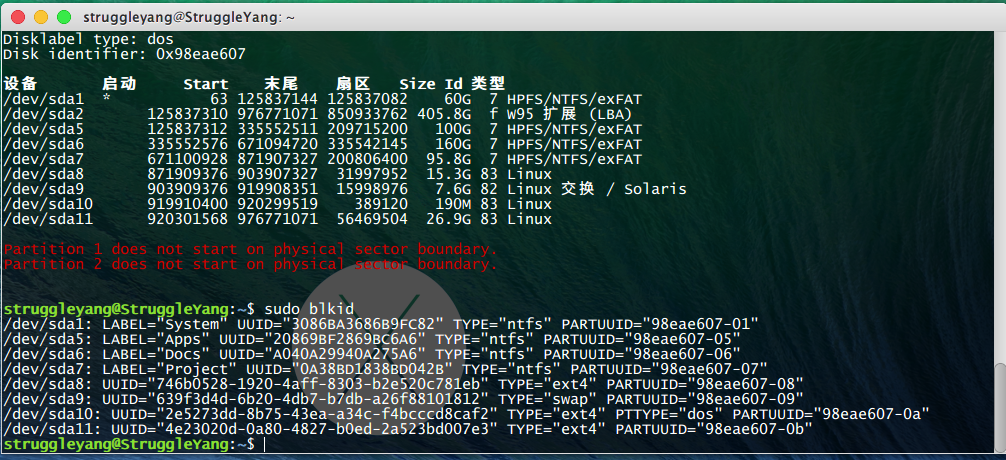 struggleyang@StruggleYang: ~
Disklabel type: dos
Disk identifier: 0x98eae607
设备 启动 Start 末尾 扇区 Size Id 类型
/dev/sda1 * 63 125837144 125837082 60G 7 HPFS/NTFS/exFAT
/dev/sda2 125837310 976771071 850933762 405.8G f W95 扩展 (LBA)
/dev/sda5 125837312 335552511 209715200 100G 7 HPFS/NTFS/exFAT
/dev/sda6 335552576 671094720 335542145 160G 7 HPFS/NTFS/exFAT
/dev/sda7 671100928 871907327 200806400 95.8G 7 HPFS/NTFS/exFAT
/dev/sda8 871909376 903907327 31997952 15.3G 83 Linux
/dev/sda9 903909376 919908351 15998976 7.6G 82 Linux 交换 / Solaris
/dev/sda10 919910400 920299519 389120 190M 83 Linux
/dev/sda11 920301568 976771071 56469504 26.9G 83 Linux
Partition 1 does not start on physical sector boundary.
Partition 2 does not start on physical sector boundary.
struggleyang@StruggleYang:~$ sudo blkid
/dev/sda1: LABEL="System" UUID="3086BA3686B9FC82" TYPE="ntfs" PARTUUID="98eae607-01"
/dev/sda5: LABEL="Apps" UUID="20869BF2869BC6A6" TYPE="ntfs" PARTUUID="98eae607-05"
/dev/sda6: LABEL="Docs" UUID="A040A29940A275A6" TYPE="ntfs" PARTUUID="98eae607-06"
/dev/sda7: LABEL="Project" UUID="0A38BD1838BD042B" TYPE="ntfs" PARTUUID="98eae607-07"
/dev/sda8: UUID="746b0528-1920-4aff-8303-b2e520c781eb" TYPE="ext4" PARTUUID="98eae607-08"
/dev/sda9: UUID="639f3d4d-6b20-4db7-b7db-a26f88101812" TYPE="swap" PARTUUID="98eae607-09"
/dev/sda10: UUID="2e5273dd-8b75-43ea-a34c-f4bcccd8caf2" TYPE="ext4" PTTYPE="dos" PARTUUID="98eae607-0a"
/dev/sda11: UUID="4e23020d-0a80-4827-b0ed-2a523bd007e3" TYPE="ext4" PARTUUID="98eae607-0b"
struggleyang@StruggleYang:~$